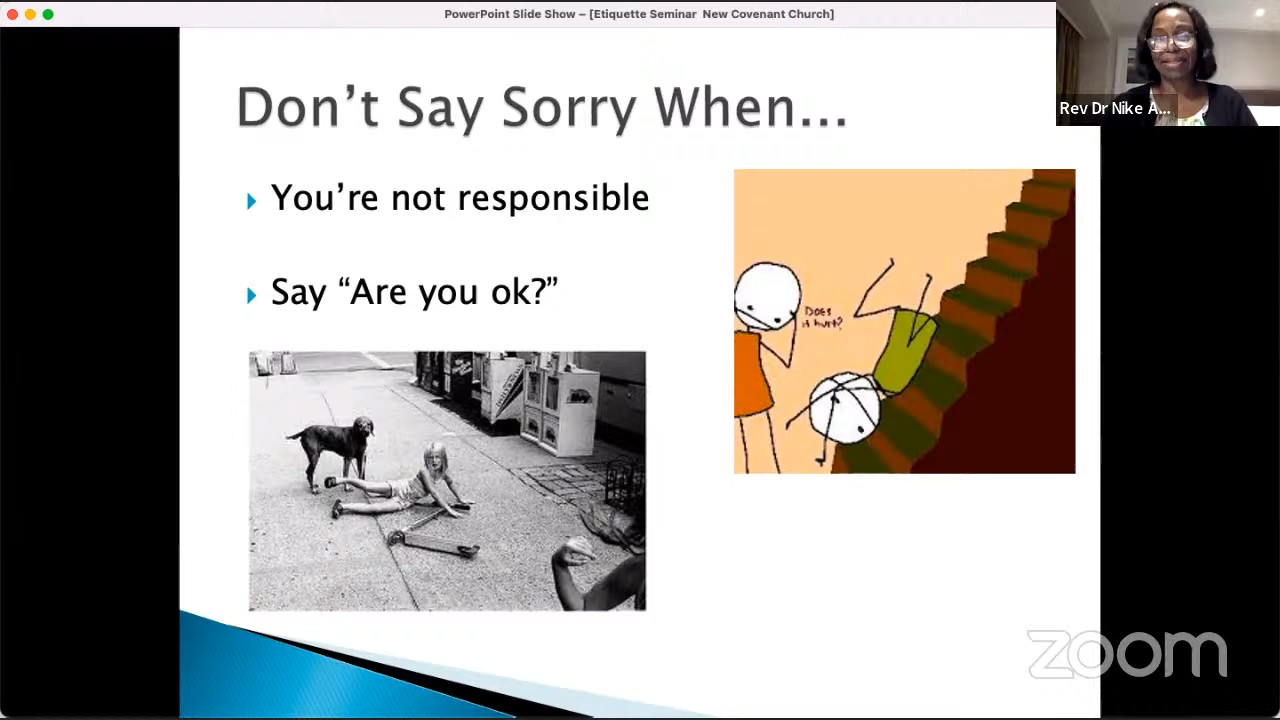 PowerPoint Slide Show – [Etiquette Seminar New Covenant Church]
Rev Dr Nike A...
Don't Say Sorry When...
You're not responsible
Say “Are you ok?”
DOES
it hurt?
zoom